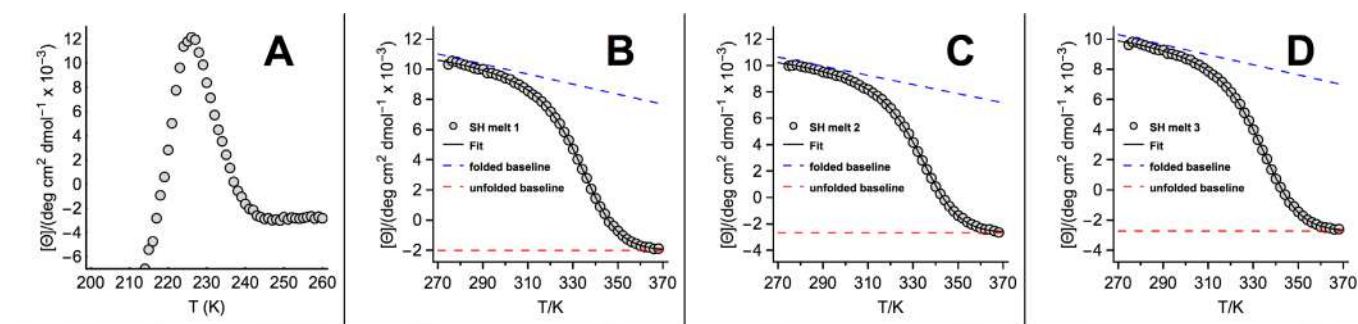 A
[Θ]/(deg cm² dmol⁻¹ x 10⁻³)
12
10
8
6
4
2
0
−2
−4
−6
200 210 220 230 240 250 260
T (K)
B
[Θ]/(deg cm² dmol⁻¹ × 10⁻³)
12
10
8
6
4
2
0
−2
SH melt 1
Fit
folded baseline
unfolded baseline
270 290 310 330 350 370
T/K
C
[Θ]/(deg cm² dmol⁻¹ × 10⁻³)
12
10
8
6
4
2
0
−2
−4
SH melt 2
Fit
folded baseline
unfolded baseline
270 290 310 330 350 370
T/K
D
[Θ]/(deg cm² dmol⁻¹ × 10⁻³)
10
8
6
4
2
0
−2
−4
SH melt 3
Fit
folded baseline
unfolded baseline
270 290 310 330 350 370
T/K